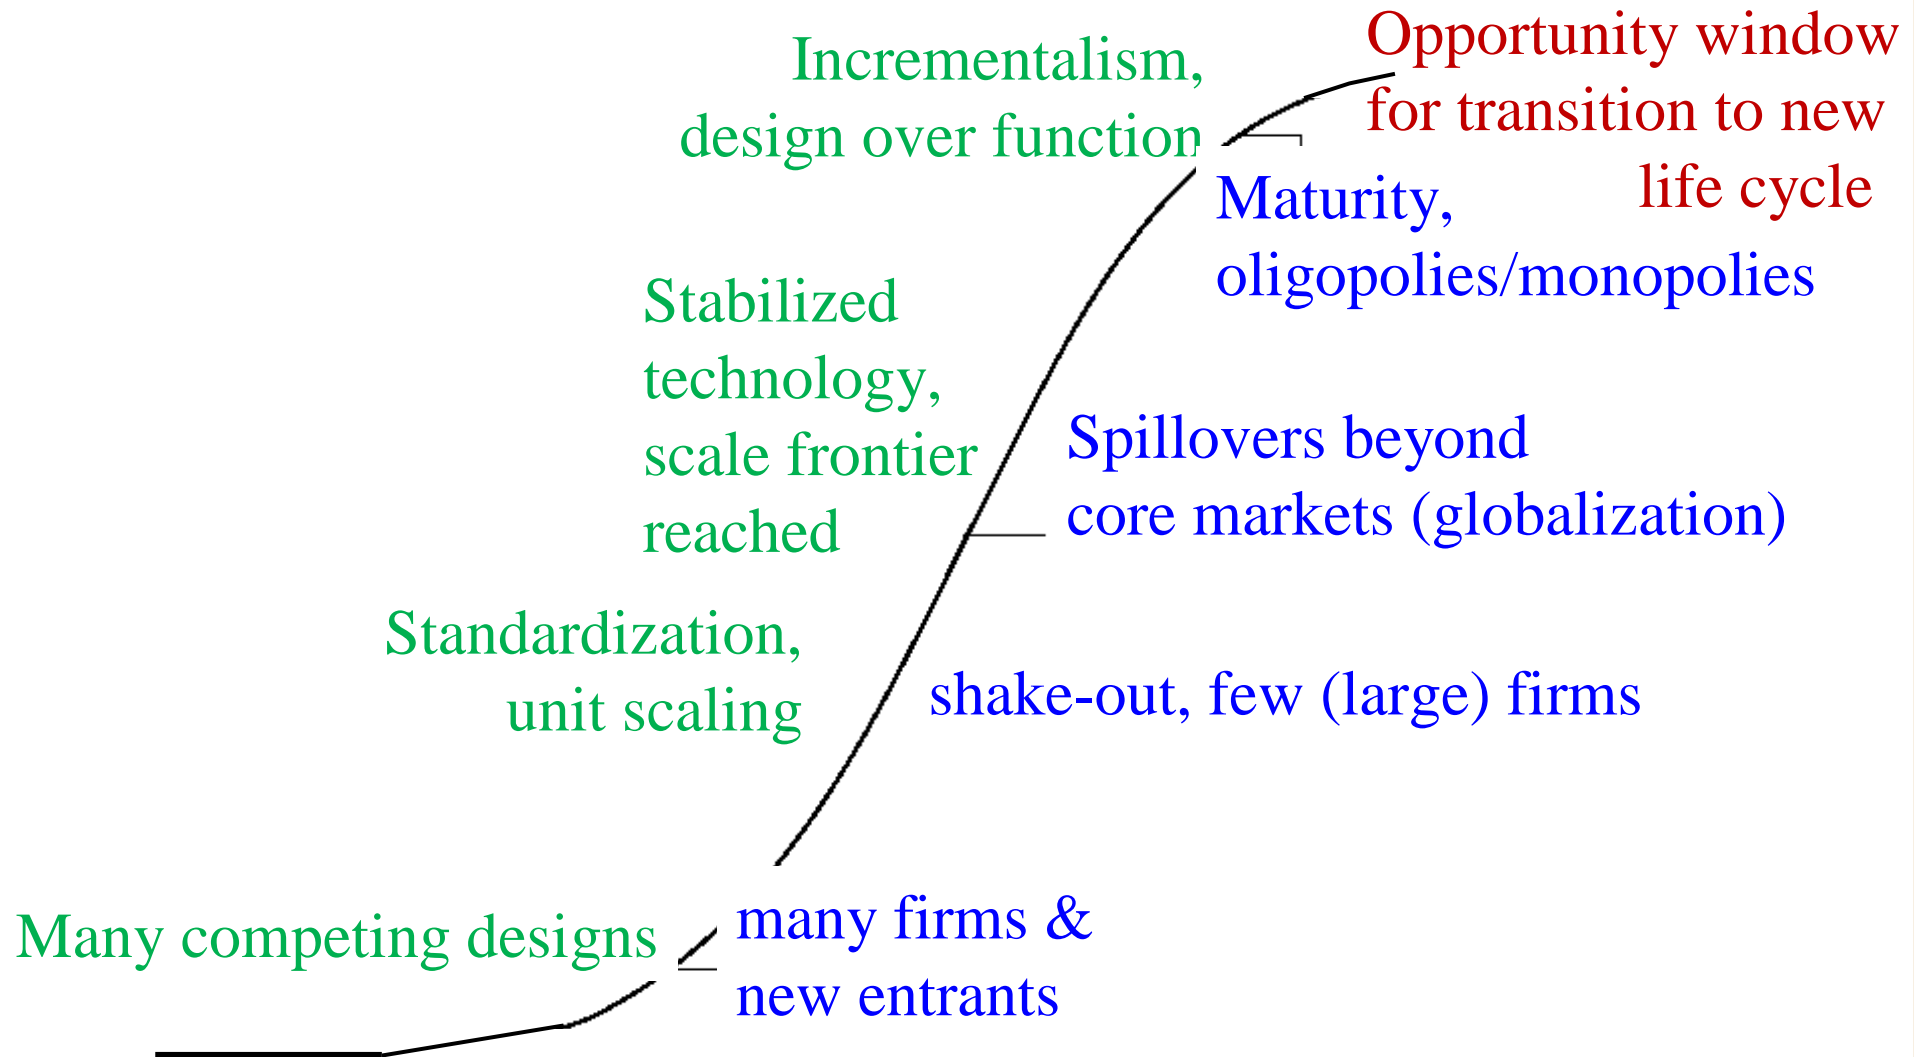 Incrementalism,
design over function
Opportunity window
for transition to new
life cycle
Maturity,
oligopolies/monopolies
Stabilized
technology,
scale frontier
reached
Spillovers beyond
core markets (globalization)
Standardization,
unit scaling
shake-out, few (large) firms
Many competing designs
many firms &
new entrants